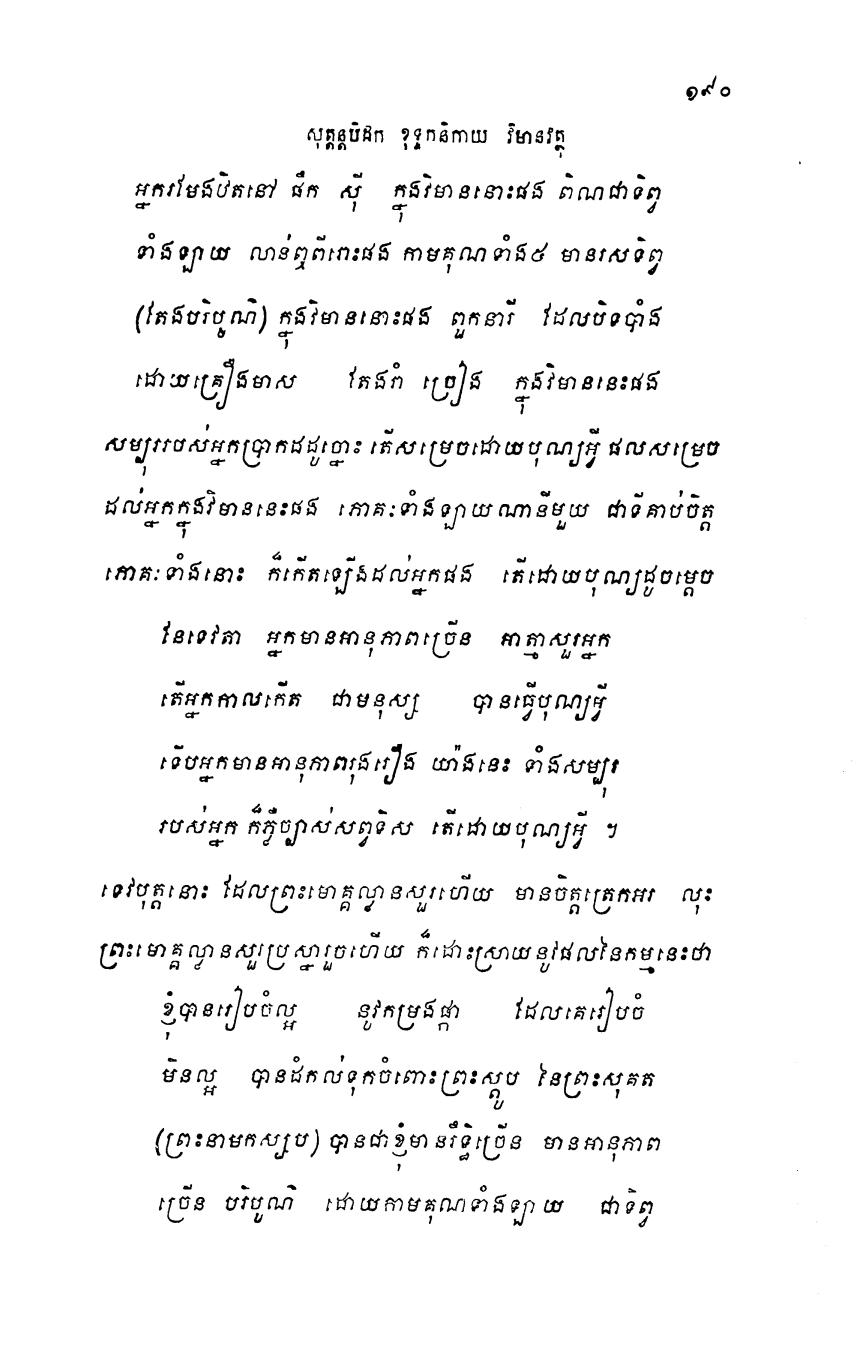 ១៩០
សុត្តន្តបិដក ខុទ្ទកនិកាយ វិមានវត្ថុ
អ្នករមែងឋិតនៅ ផឹក ស៊ី ក្នុងវិមាននោះផង ពិណជាទិព្វ
ទាំងឡាយ លាន់ឮពីរោះផង កាមគុណទាំង៥ មានរសទិព្វ
(តែងបរិបូណ៌) ក្នុងវិមាននោះផង ពួកនារី ដែលបិទបាំង
ដោយគ្រឿងមាស តែងរាំ ច្រៀង ក្នុងវិមាននេះផង
សម្បុររបស់អ្នកប្រាកដដូច្នោះ តើសម្រេចដោយបុណ្យអ្វី ផលសម្រេច
ដល់អ្នកក្នុងវិមាននេះផង ភោគៈទាំងឡាយណានីមួយ ជាទីគាប់ចិត្ត
ភោគៈទាំងនោះ ក៏កើតឡើងដល់អ្នកផង តើដោយបុណ្យដូចម្តេច
នែទេវតា អ្នកមានអានុភាពច្រើន អាត្មាសួរអ្នក
តើអ្នកកាលកើត ជាមនុស្ស បានធ្វើបុណ្យអ្វី
ទើបអ្នកមានអានុភាពរុងរឿង យ៉ាងនេះ ទាំងសម្បុរ
របស់អ្នក ក៏ភ្លឺច្បាស់សព្វទិស តើដោយបុណ្យអ្វី ។
ទេវបុត្តនោះ ដែលព្រះមោគ្គល្លានសួរហើយ មានចិត្តត្រេកអរ លុះ
ព្រះមោគ្គល្លានសួរប្រស្នារួចហើយ ក៏ដោះស្រាយនូវផលនៃកម្មនេះថា
ខ្ញុំបានរៀបចំល្អ នូវកម្រងផ្កា ដែលគេរៀបចំ
មិនល្អ បានដំកល់ទុកចំពោះព្រះស្តូប នៃព្រះសុគត
(ព្រះនាមកស្សប) បានជាខ្ញុំមានរឹទ្ធិច្រើន មានអានុភាព
ច្រើន បរិបូណ៌ ដោយកាមគុណទាំងឡាយ ជាទិព្វ